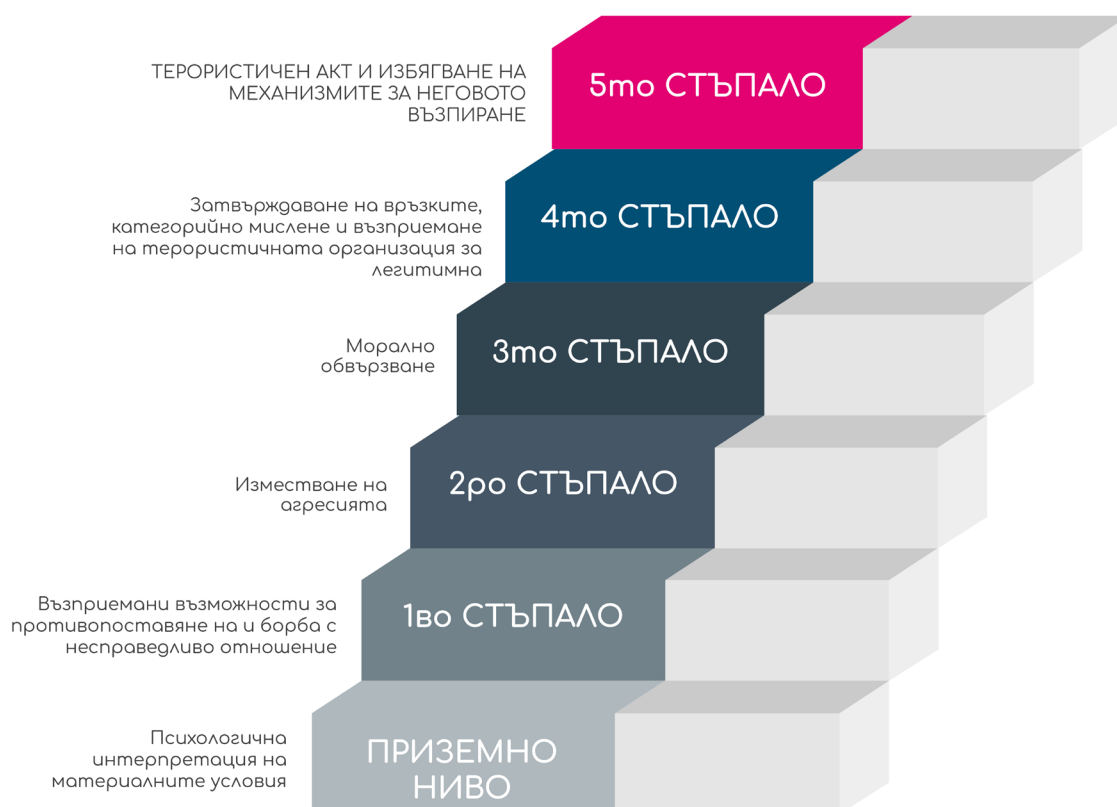 ТЕРОРИСТИЧЕН АКТ И ИЗБЯГВАНЕ НА
МЕХАНИЗМИТЕ ЗА НЕГОВОТО
ВЪЗПИРАНЕ
5то СТЪПАЛО
Затвърждаване на връзките,
категорийно мислене и възприемане
на терористичната организация за
легитимна
4то СТЪПАЛО
Морално
обвързване
3то СТЪПАЛО
Изместване на
агресията
2ро СТЪПАЛО
Възприемани възможности за
противопоставяне на и борба с
несправедливо отношение
1во СТЪПАЛО
Психологична
интерпретация на
материалните условия
ПРИЗЕМНО
НИВО